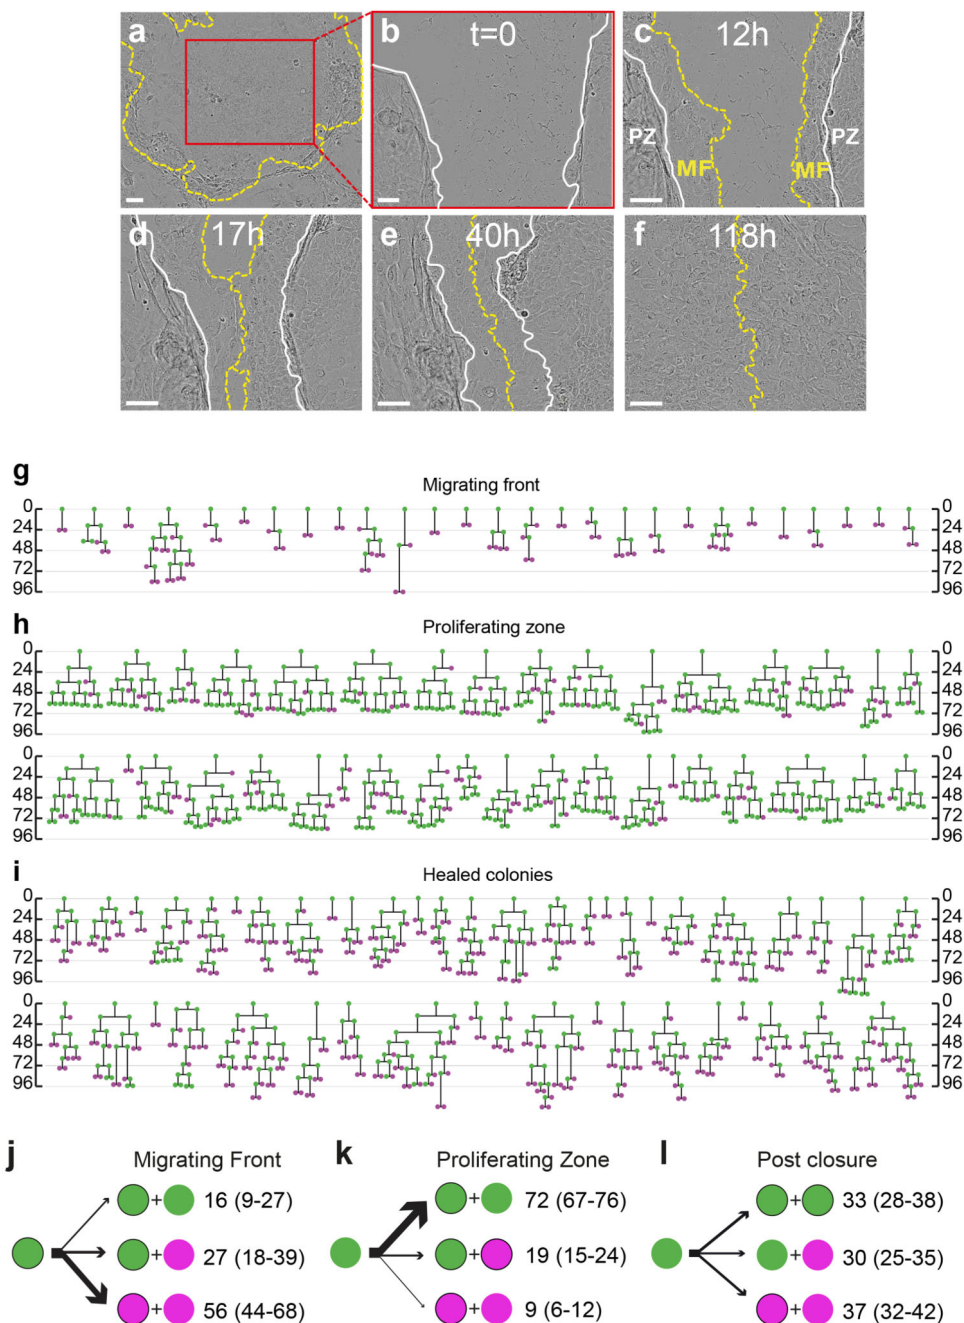 a
b
t=0
c
12h
PZ
MF
MF
PZ
d
17h
e
40h
f
118h
g
Migrating front
0
24
48
72
96
0
24
48
72
96
h
Proliferating zone
0
24
48
72
96
0
24
48
72
96
0
24
48
72
96
0
24
48
72
96
i
Healed colonies
0
24
48
72
96
0
24
48
72
96
0
24
48
72
96
0
24
48
72
96
j
Migrating Front
+
16 (9-27)
+
27 (18-39)
+
56 (44-68)
k
Proliferating Zone
+
72 (67-76)
+
19 (15-24)
+
9 (6-12)
l
Post closure
+
33 (28-38)
+
30 (25-35)
+
37 (32-42)